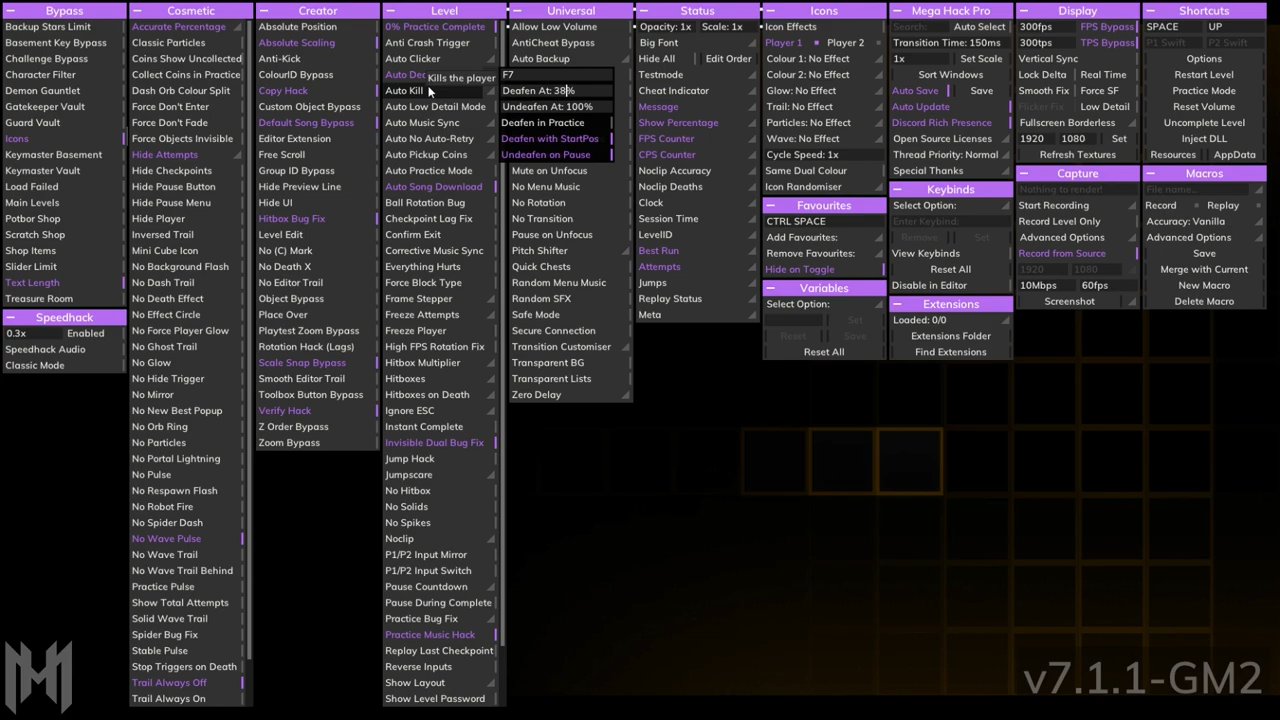 Bypass
Backup Stars Limit
Basement Key Bypass
Challenge Bypass
Character Filter
Demon Gauntlet
Gatekeeper Vault
Guard Vault
Icons
Keymaster Basement
Keymaster Vault
Load Failed
Main Levels
Potbor Shop
Scratch Shop
Shop Items
Slider Limit
Text Length
Treasure Room
Speedhack
0.3x Enabled
Speedhack Audio
Classic Mode
Cosmetic
Accurate Percentage
Classic Particles
Coins Show Uncollected
Collect Coins in Practice
Dash Orb Colour Split
Force Don't Enter
Force Don't Exit
Force Objects Invisible
Hide Attempts
Hide Checkpoints
Hide Pause Button
Hide Pause Menu
Hide Player
Inversed Trail
Mini Cube Icon
No Background Flash
No Dash Trail
No Death Effect
No Effect Circle
No Force Player Glow
No Ghost Trail
No Glow
No Hide Trigger
No Mirror
No New Best Popup
No Orb Ring
No Particles
No Portal Lightning
No Pulse
No Respawn Flash
No Robot Fire
No Spider Dash
No Wave Pulse
No Wave Trail
No Wave Trail Behind
Practice Pulse
Show Total Attempts
Solid Wave Trail
Spider Bug Fix
Stable Pulse
Stop Triggers on Death
Trail Always Off
Trail Always On
Creator
Absolute Position
Absolute Scaling
Anti-Kick
ColourID Bypass
Copy Hack
Custom Object Bypass
Default Song Bypass
Editor Extension
Free Scroll
Group ID Bypass
Hide Preview Line
Hide UI
Hitbox Bug Fix
Level Edit
No (C) Mark
No Death X
No Editor Trail
Object Bypass
Place Over
Playtest Zoom Bypass
Rotation Hack (Lags)
Scale Snap Bypass
Smooth Editor Trail
Toolbox Button Bypass
Verify Hack
Z Order Bypass
Zoom Bypass
Level
0% Practice Complete
Anti Crash Trigger
Auto Clicker
Auto
Kills the player
Auto Kill
Auto Low Detail Mode
Auto Music Sync
Auto No Auto-Retry
Auto Pickup Coins
Auto Practice Mode
Auto Song Download
Ball Rotation Bug
Checkpoint Lag Fix
Confirm Exit
Corrective Music Sync
Everything Hurts
Force Block Type
Frame Stepper
Freeze Attempts
Freeze Player
High FPS Rotation Fix
Hitbox Multiplier
Hitboxes
Hitboxes on Death
Ignore ESC
Instant Complete
Invisible Dual Bug Fix
Jump Hack
Jumpscare
No Hitbox
No Solids
No Spikes
Noclip
P1/P2 Input Mirror
P1/P2 Input Switch
Pause Countdown
Pause During Complete
Practice Bug Fix
Practice Music Hack
Replay Last Checkpoint
Reverse Inputs
Show Layout
Show Level Password
Universal
Allow Low Volume
AntiCheat Bypass
Auto Backup
F7
Deafen At: 38%
Undeafen At: 100%
Deafen in Practice
Deafen with StartPos
Undeafen on Pause
Mute on Unfocus
No Menu Music
No Rotation
No Transition
Pause on Unfocus
Pitch Shifter
Quick Chests
Random Menu Music
Random SFX
Safe Mode
Secure Connection
Transition Customiser
Transparent BG
Transparent Lists
Zero Delay
Status
Opacity: 1x Scale: 1x
Big Font
Hide All Edit Order
Testmode
Cheat Indicator
Message
Show Percentage
FPS Counter
CPS Counter
Noclip Accuracy
Noclip Deaths
Clock
Session Time
LevelID
Best Run
Attempts
Jumps
Replay Status
Meta
Icons
Icon Effects
Player 1 Player 2
Colour 1: No Effect
Colour 2: No Effect
Glow: No Effect
Trail: No Effect
Particles: No Effect
Wave: No Effect
Cycle Speed: 1x
Same Dual Colour
Icon Randomiser
Favourites
CTRL SPACE
Add Favourites:
Remove Favourites:
Hide on Toggle
Variables
Select Option:
Set
Reset Save
Reset All
Mega Hack Pro
Search: Auto Select
Transition Time: 150ms
1x Set Scale
Sort Windows
Auto Save Save
Auto Update
Discord Rich Presence
Open Source Licenses
Thread Priority: Normal
Special Thanks
Keybinds
Select Option:
Enter Keybind:
Remove Set
View Keybinds
Reset All
Disable in Editor
Extensions
Loaded: 0/0
Extensions Folder
Find Extensions
Display
300fps FPS Bypass
300tps TPS Bypass
Vertical Sync
Lock Delta Real Time
Smooth Fix Force SF
Flicker Fix Low Detail
Fullscreen Borderless
1920 1080 Set
Refresh Textures
Capture
Nothing to render!
Start Recording
Record Level Only
Advanced Options
Record from Source
1920 1080
10Mbps 60fps
Screenshot
Shortcuts
SPACE UP
P1 Swift P2 Swift
Options
Restart Level
Practice Mode
Reset Volume
Uncomplete Level
Inject DLL
Resources AppData
Macros
File name...
Record Replay
Accuracy: Vanilla
Advanced Options
Save
Merge with Current
New Macro
Delete Macro
v7.1.1-GM2